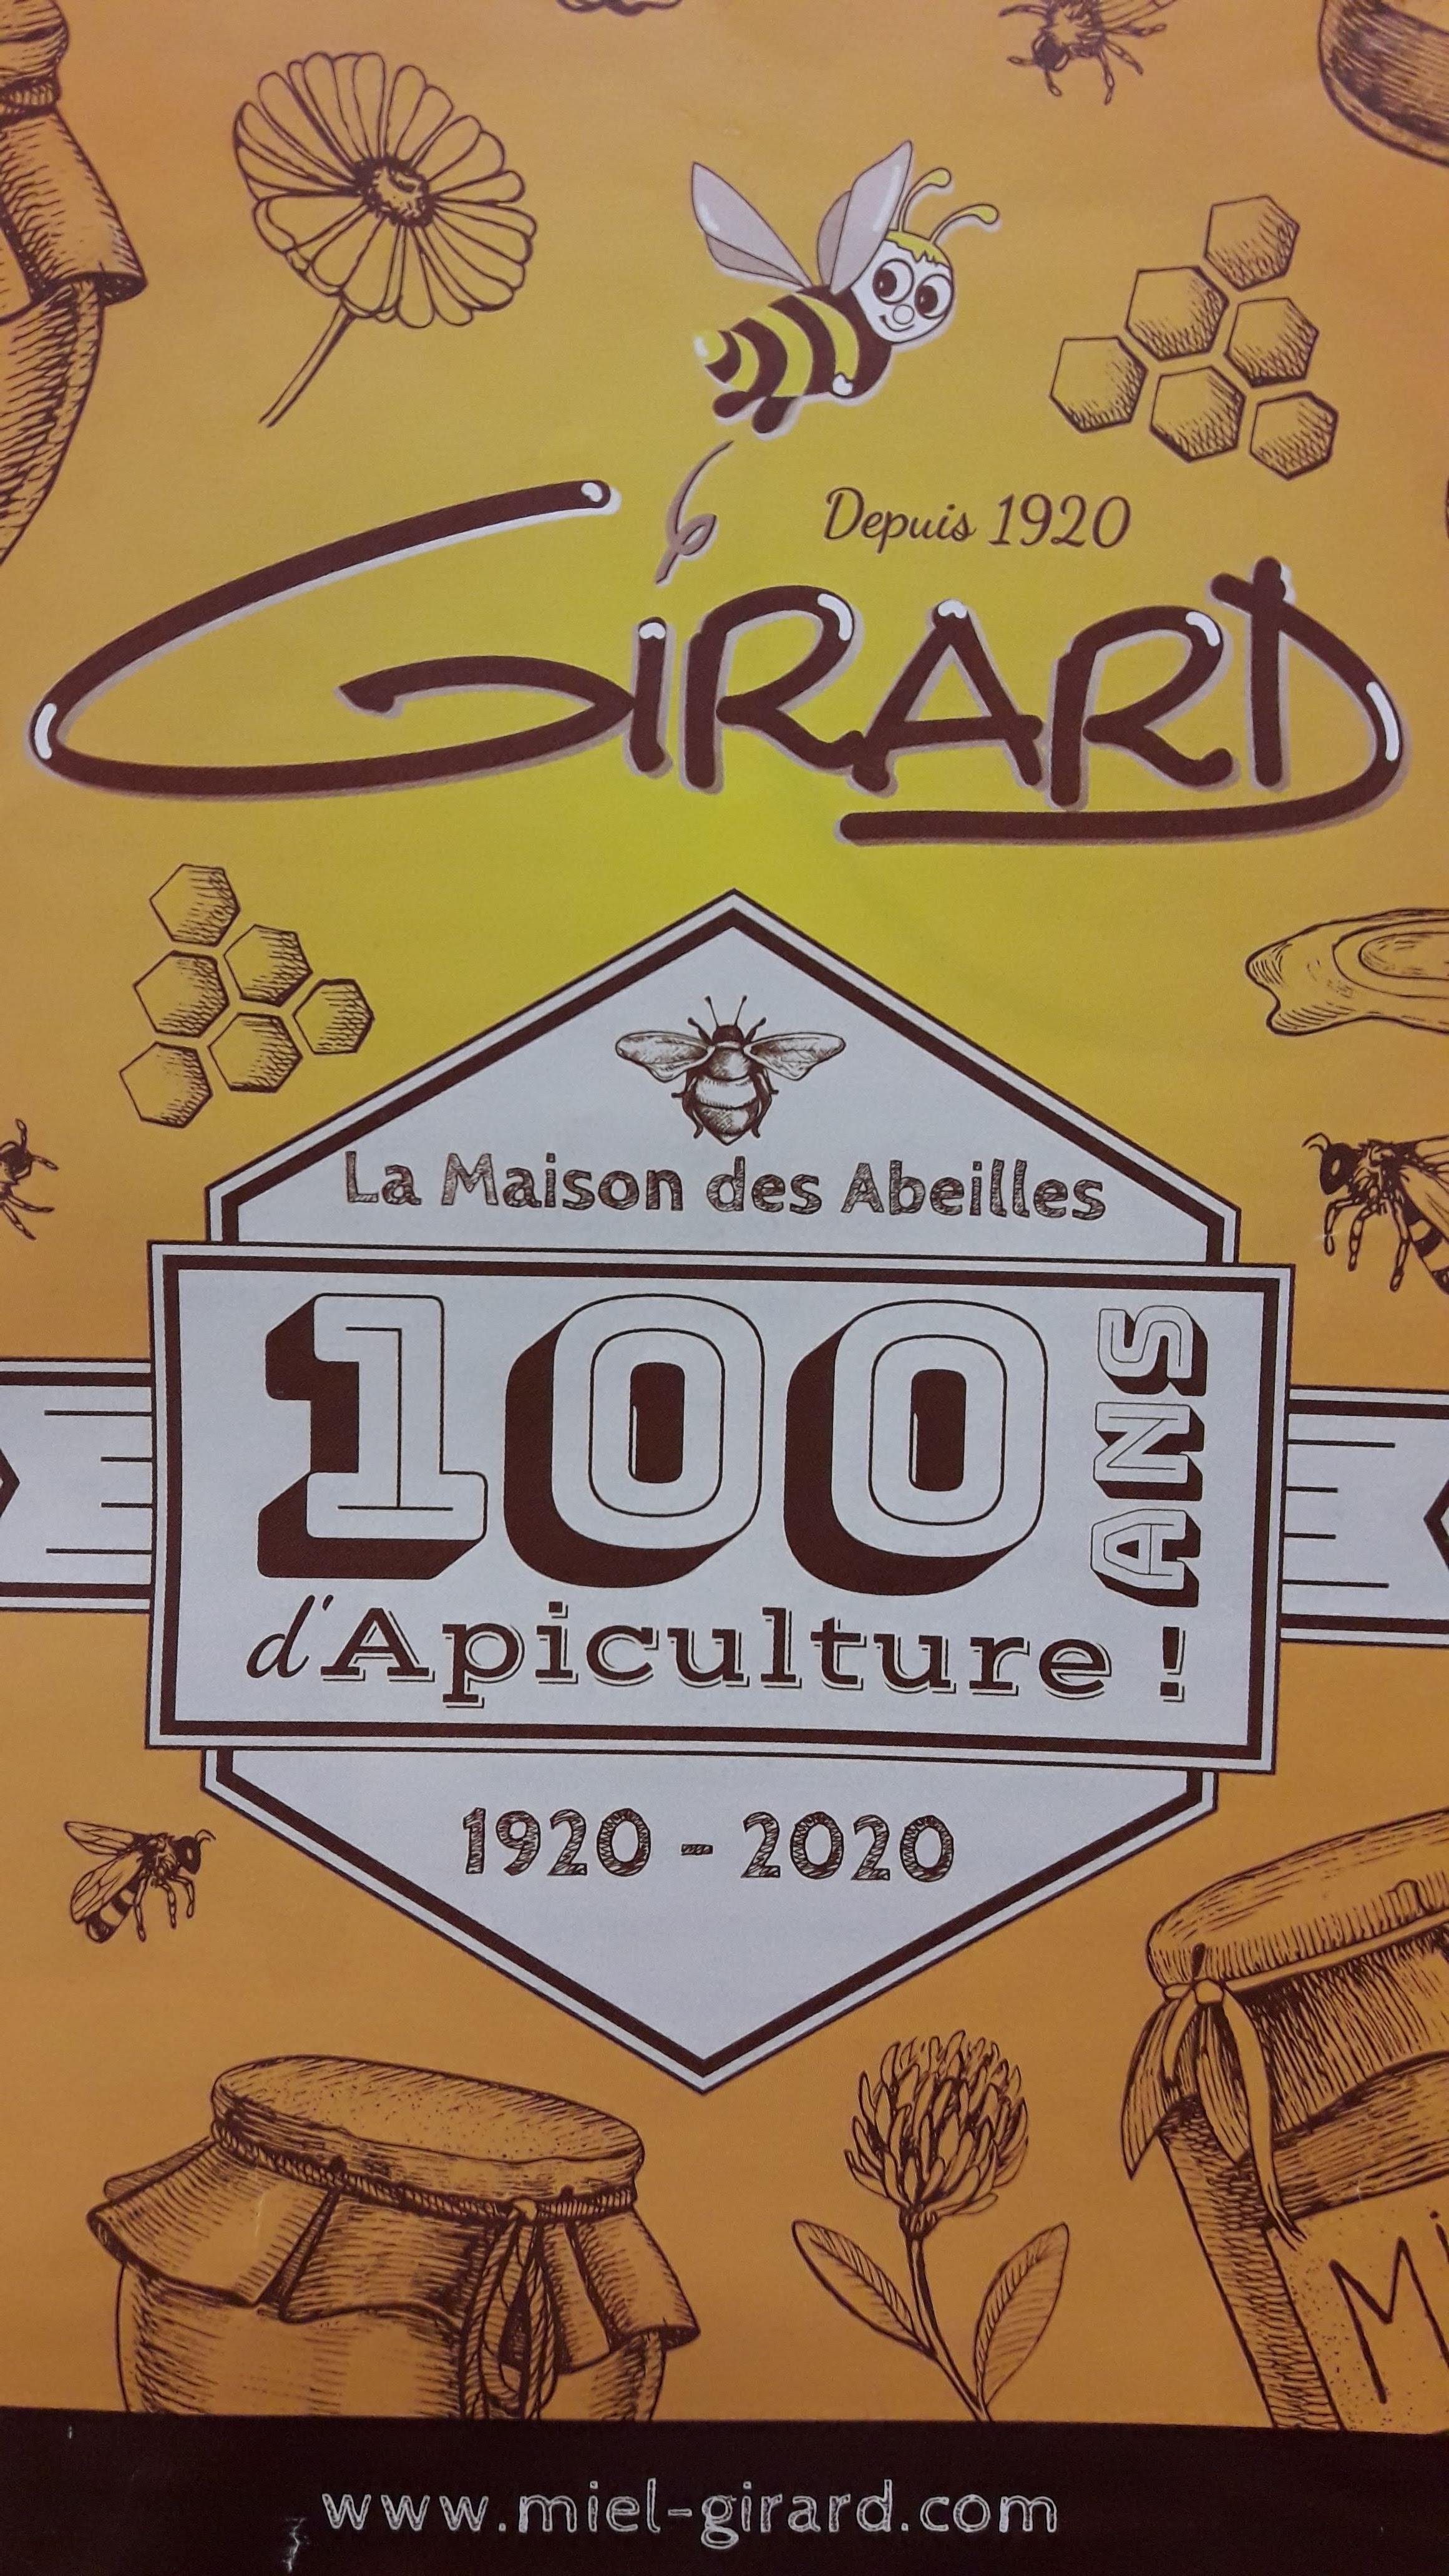 Depuis 1920
GIRARD
La Maison des Abeilles
100 ANS
d'Apiculture !
1920 - 2020
www.miel-girard.com